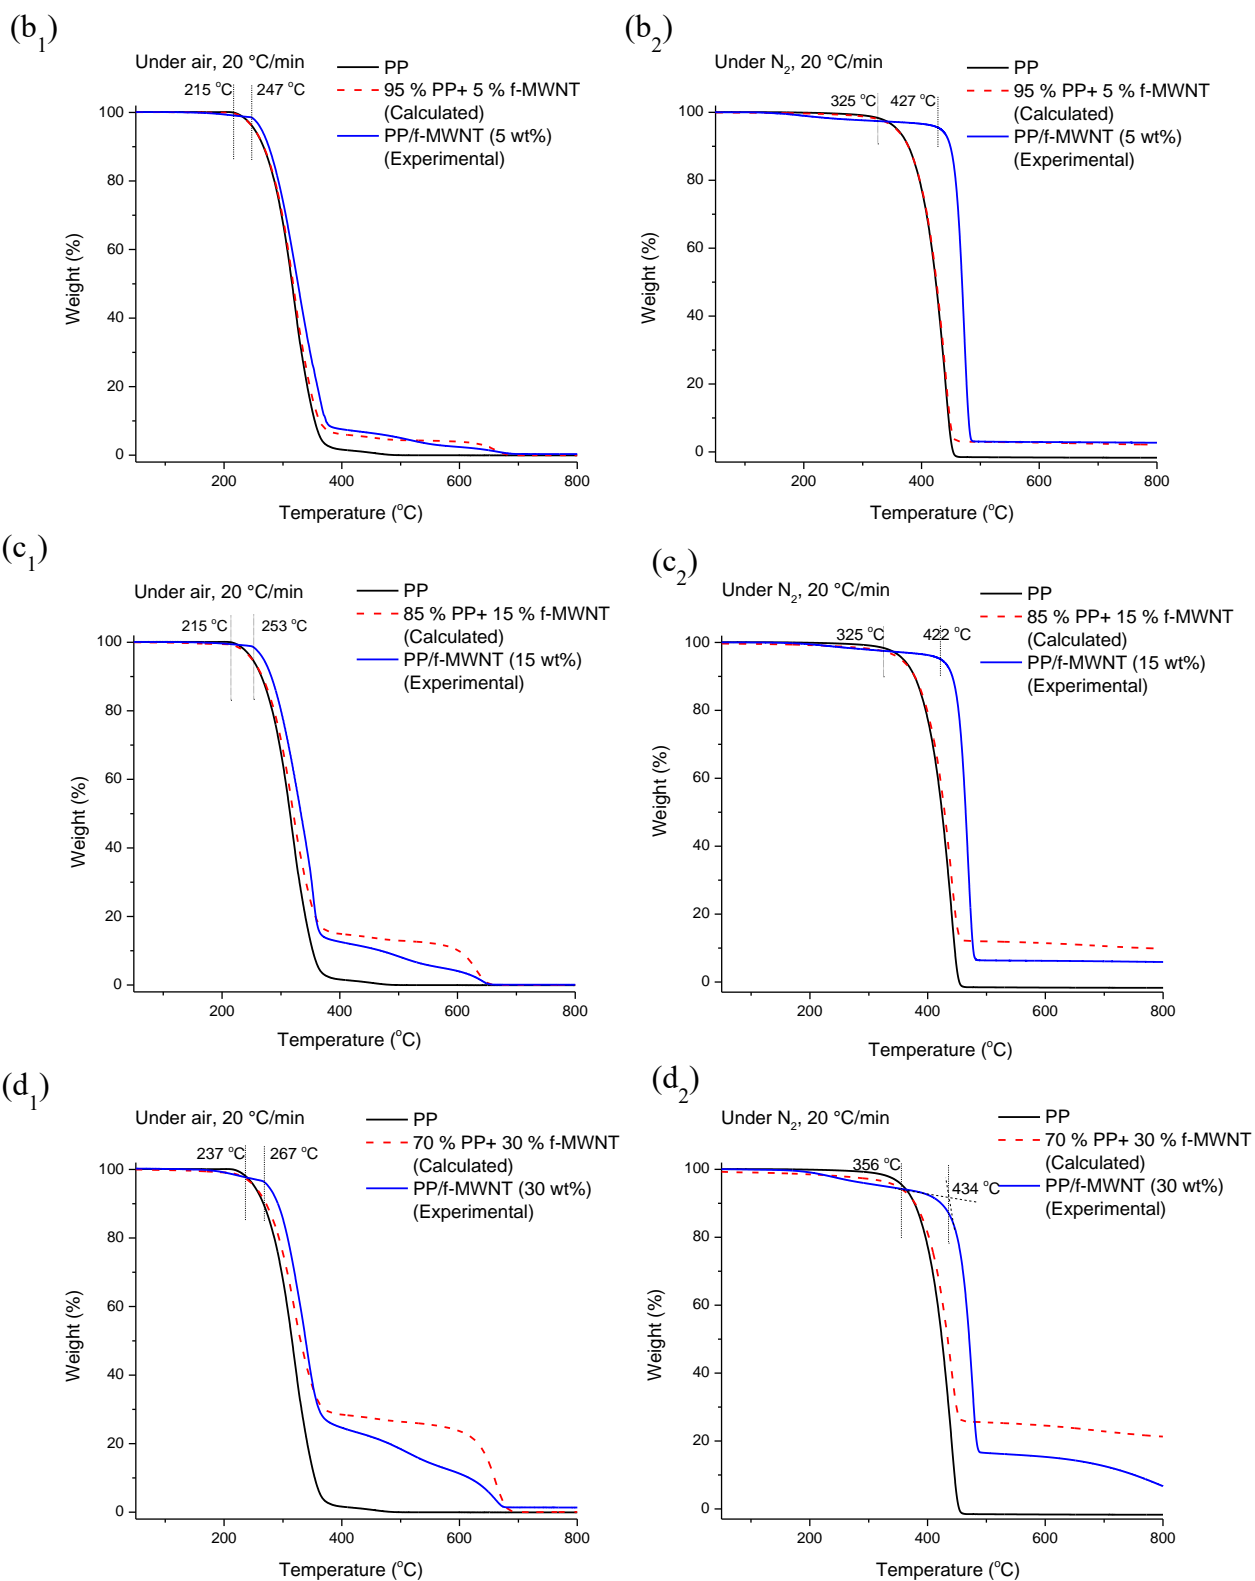 (b1)
Under air, 20 °C/min
215 °C
247 °C
PP
95 % PP+ 5 % f-MWNT
(Calculated)
PP/f-MWNT (5 wt%)
(Experimental)
100
80
60
40
20
0
Weight (%)
200
400
600
800
Temperature (°C)
(b2)
Under N2, 20 °C/min
325 °C
427 °C
PP
95 % PP+ 5 % f-MWNT
(Calculated)
PP/f-MWNT (5 wt%)
(Experimental)
100
80
60
40
20
0
Weight (%)
200
400
600
800
Temperature (°C)
(c1)
Under air, 20 °C/min
215 °C
253 °C
PP
85 % PP+ 15 % f-MWNT
(Calculated)
PP/f-MWNT (15 wt%)
(Experimental)
100
80
60
40
20
0
Weight (%)
200
400
600
800
Temperature (°C)
(c2)
Under N2, 20 °C/min
325 °C
422 °C
PP
85 % PP+ 15 % f-MWNT
(Calculated)
PP/f-MWNT (15 wt%)
(Experimental)
100
80
60
40
20
0
Weight (%)
200
400
600
800
Temperature (°C)
(d1)
Under air, 20 °C/min
237 °C
267 °C
PP
70 % PP+ 30 % f-MWNT
(Calculated)
PP/f-MWNT (30 wt%)
(Experimental)
100
80
60
40
20
0
Weight (%)
200
400
600
800
Temperature (°C)
(d2)
Under N2, 20 °C/min
356 °C
434 °C
PP
70 % PP+ 30 % f-MWNT
(Calculated)
PP/f-MWNT (30 wt%)
(Experimental)
100
80
60
40
20
0
Weight (%)
200
400
600
800
Temperature (°C)